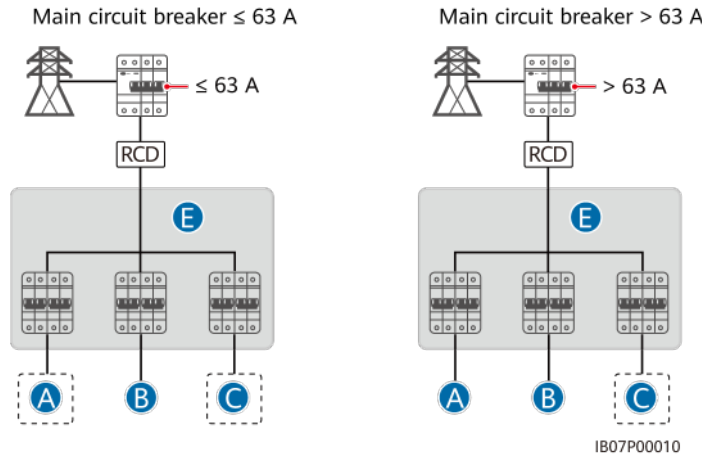 Main circuit breaker ≤ 63 A
Main circuit breaker > 63 A
≤ 63 A
> 63 A
RCD
RCD
E
E
A
B
C
A
B
C
IB07P00010